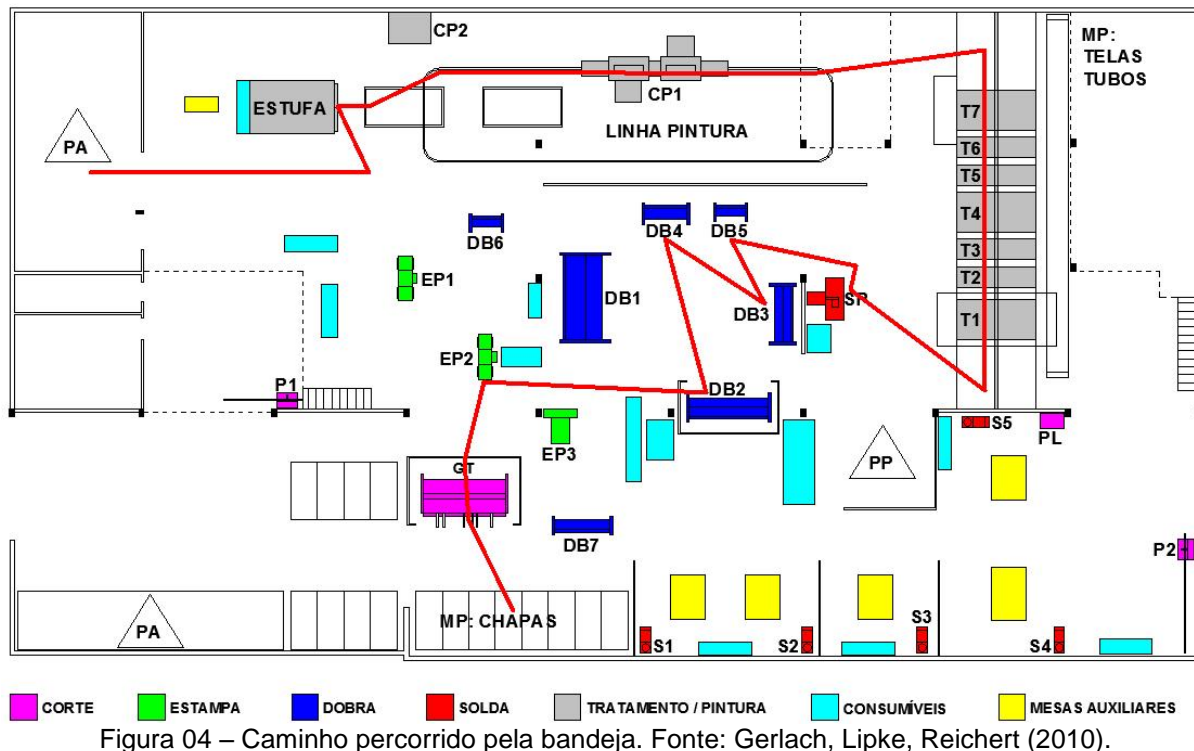 CP2
MP:
TELAS
TUBOS
ESTUFA
CP1
LINHA PINTURA
PA
T7
T6
T5
T4
T3
T2
T1
DB6
DB4
DB5
EP1
DB1
DB3
SP
EP2
P1
DB2
EP3
S5
PL
GT
PP
DB7
P2
MP: CHAPAS
PA
S1
S2
S3
S4
CORTE
ESTAMPA
DOBRA
SOLDA
TRATAMENTO / PINTURA
CONSUMÍVEIS
MESAS AUXILIARES
Figura 04 – Caminho percorrido pela bandeja. Fonte: Gerlach, Lipke, Reichert (2010).